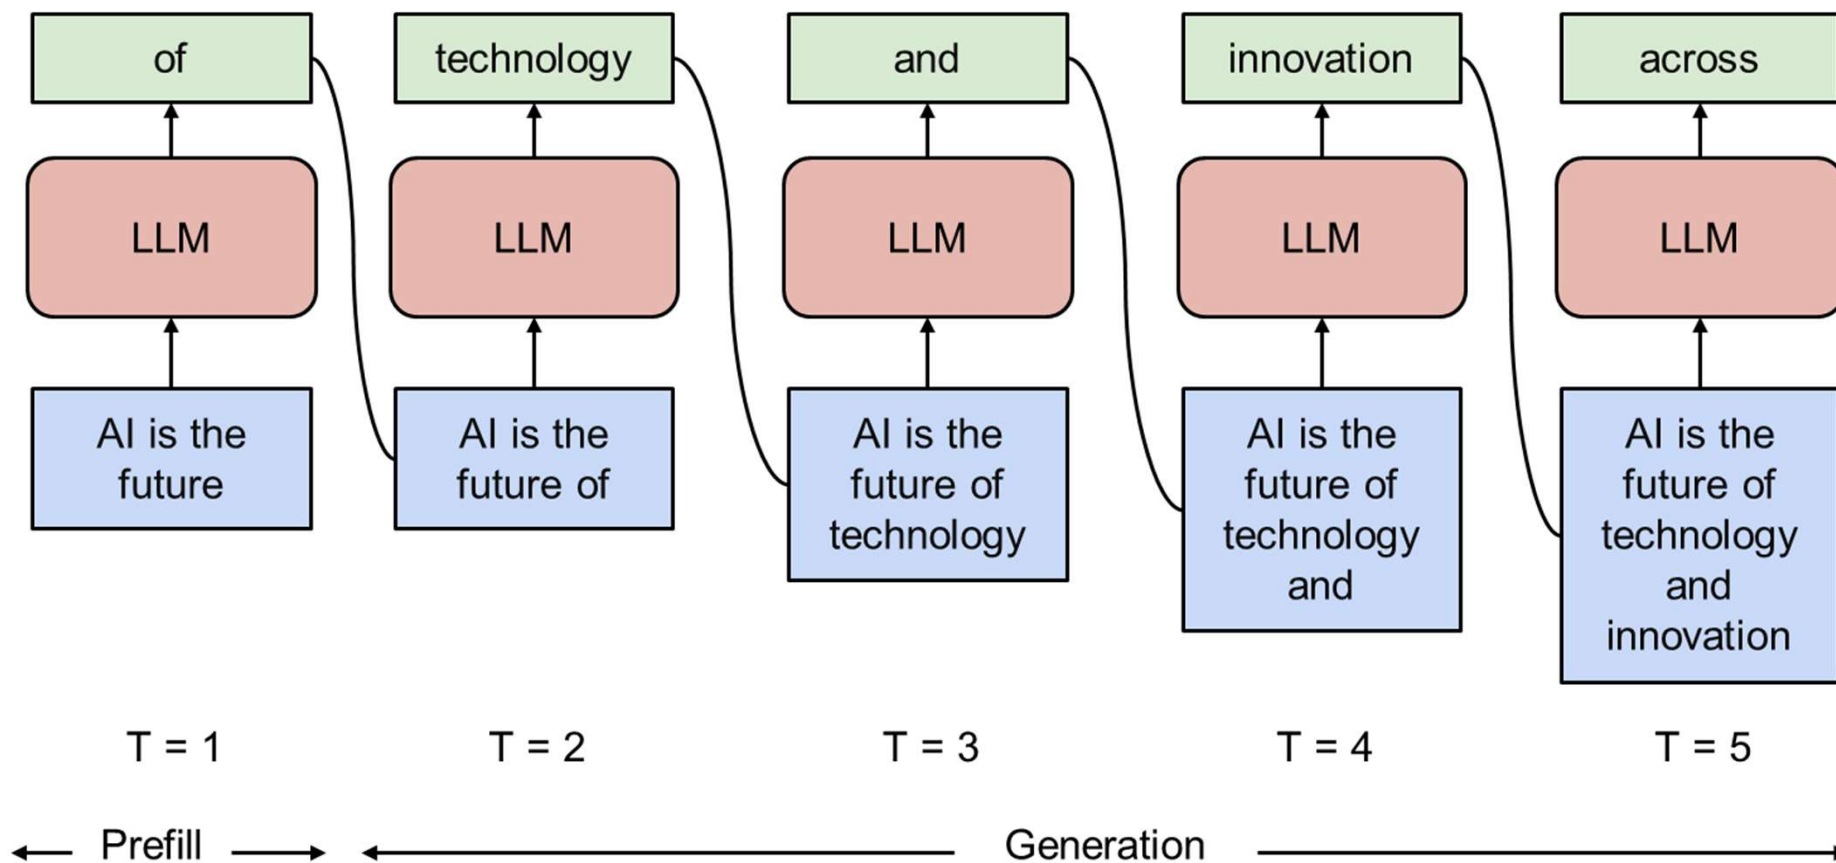 of
technology
and
innovation
across
LLM
LLM
LLM
LLM
LLM
AI is the
future
AI is the
future of
AI is the
future of
technology
AI is the
future of
technology
and
AI is the
future of
technology
and
innovation
T = 1
T = 2
T = 3
T = 4
T = 5
Prefill
Generation